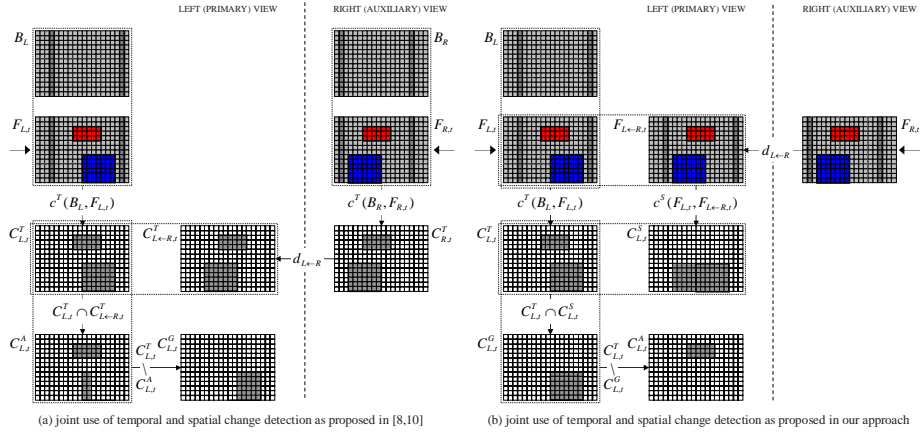 LEFT (PRIMARY) VIEW
RIGHT (AUXILIARY) VIEW
B_L
B_R
F_{L,t}
F_{R,t}
c^T(B_L, F_{L,t})
c^T(B_R, F_{R,t})
C^T_{L,t}
C^T_{L←R,t}
d_{L←R}
C^T_{R,t}
C^T_{L,t} ∩ C^T_{L←R,t}
C^A_{L,t}
C^T_{L,t}
\
C^A_{L,t}
C^G_{L,t}
(a) joint use of temporal and spatial change detection as proposed in [8,10]
LEFT (PRIMARY) VIEW
RIGHT (AUXILIARY) VIEW
B_L
F_{L,t}
F_{L←R,t}
d_{L←R}
F_{R,t}
c^T(B_L, F_{L,t})
c^S(F_{L,t}, F_{L←R,t})
C^T_{L,t}
C^S_{L,t}
C^T_{L,t} ∩ C^S_{L,t}
C^G_{L,t}
C^T_{L,t}
\
C^G_{L,t}
C^A_{L,t}
(b) joint use of temporal and spatial change detection as proposed in our approach